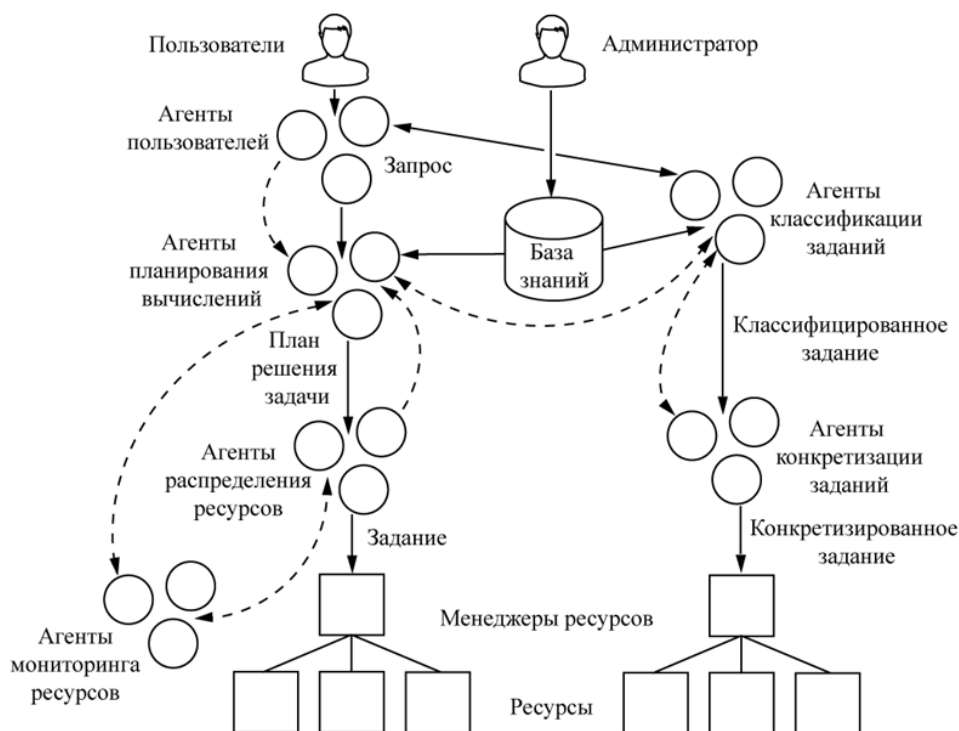 Пользователи
Администратор
Агенты
пользователей
Запрос
Агенты
классификации
заданий
Агенты
планирования
вычислений
База
знаний
План
решения
задачи
Классифицированное
задание
Агенты
распределения
ресурсов
Агенты
конкретизации
заданий
Задание
Конкретизированное
задание
Агенты
мониторинга
ресурсов
Менеджеры ресурсов
Ресурсы